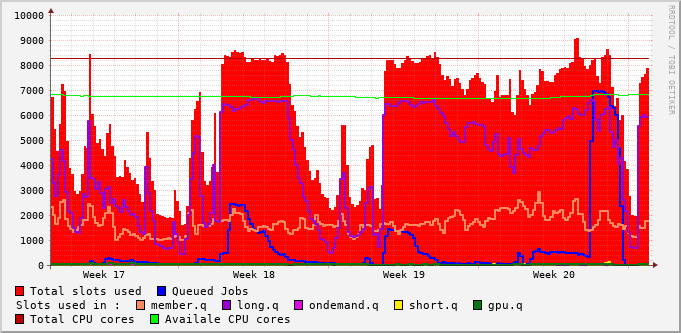 10000
9000
8000
7000
6000
5000
4000
3000
2000
1000
0
Week 17 Week 18 Week 19 Week 20
Total slots used Queued Jobs
Slots used in : member.q long.q ondemand.q short.q gpu.q
Total CPU cores Availale CPU cores
RRDTOOL / TOBI OETIKER